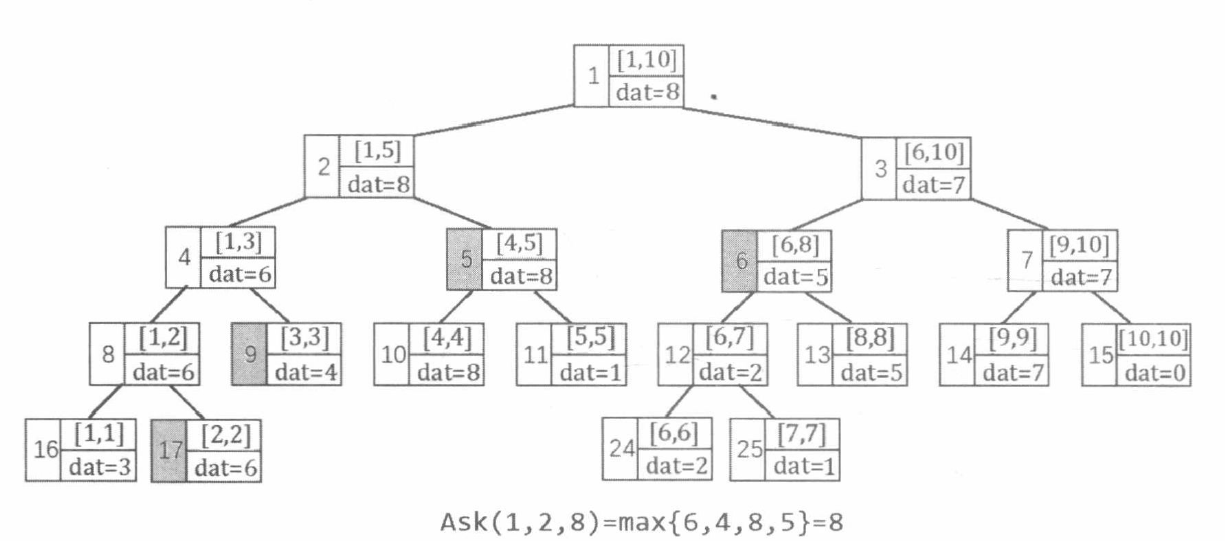 1 [1,10] dat=8
2 [1,5] dat=8
3 [6,10] dat=7
4 [1,3] dat=6
5 [4,5] dat=8
6 [6,8] dat=5
7 [9,10] dat=7
8 [1,2] dat=6
9 [3,3] dat=4
10 [4,4] dat=8
11 [5,5] dat=1
12 [6,7] dat=2
13 [8,8] dat=5
14 [9,9] dat=7
15 [10,10] dat=0
16 [1,1] dat=3
17 [2,2] dat=6
24 [6,6] dat=2
25 [7,7] dat=1
Ask(1,2,8)=max{6,4,8,5}=8